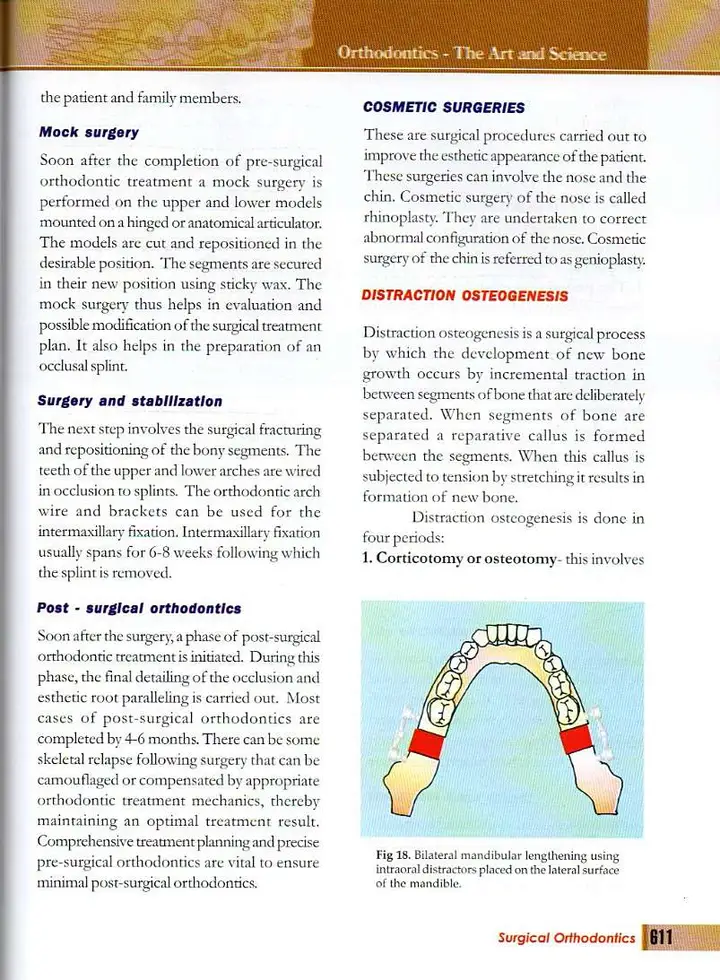 Orthodontics - The Art and Science
the patient and family members.
Mock surgery
Soon after the completion of pre-surgical
orthodontic treatment a mock surgery is
performed on the upper and lower models
mounted on a hinged or anatomical articulator.
The models are cut and repositioned in the
desirable position. The segments are secured
in their new position using sticky wax. The
mock surgery thus helps in evaluation and
possible modification of the surgical treatment
plan. It also helps in the preparation of an
occlusal splint.
Surgery and stabilization
The next step involves the surgical fracturing
and repositioning of the bony segments. The
teeth of the upper and lower arches are wired
in occlusion to splints. The orthodontic arch
wire and brackets can be used for the
intermaxillary fixation. Intermaxillary fixation
usually spans for 6-8 weeks following which
the splint is removed.
Post - surgical orthodontics
Soon after the surgery, a phase of post-surgical
orthodontic treatment is initiated. During this
phase, the final detailing of the occlusion and
esthetic root paralleling is carried out. Most
cases of post-surgical orthodontics are
completed by 4-6 months. There can be some
skeletal relapse following surgery that can be
camouflaged or compensated by appropriate
orthodontic treatment mechanics, thereby
maintaining an optimal treatment result.
Comprehensive treatment planning and precise
pre-surgical orthodontics are vital to ensure
minimal post-surgical orthodontics.
COSMETIC SURGERIES
These are surgical procedures carried out to
improve the esthetic appearance of the patient.
These surgeries can involve the nose and the
chin. Cosmetic surgery of the nose is called
rhinoplasty. They are undertaken to correct
abnormal configuration of the nose. Cosmetic
surgery of the chin is referred to as genioplasty.
DISTRACTION OSTEOGENESIS
Distraction osteogenesis is a surgical process
by which the development of new bone
growth occurs by incremental traction in
between segments of bone that are deliberately
separated. When segments of bone are
separated a reparative callus is formed
between the segments. When this callus is
subjected to tension by stretching it results in
formation of new bone.
Distraction osteogenesis is done in
four periods:
1. Corticotomy or osteotomy- this involves
Fig 18. Bilateral mandibular lengthening using
intraoral distractors placed on the lateral surface
of the mandible.
Surgical Orthodontics 611